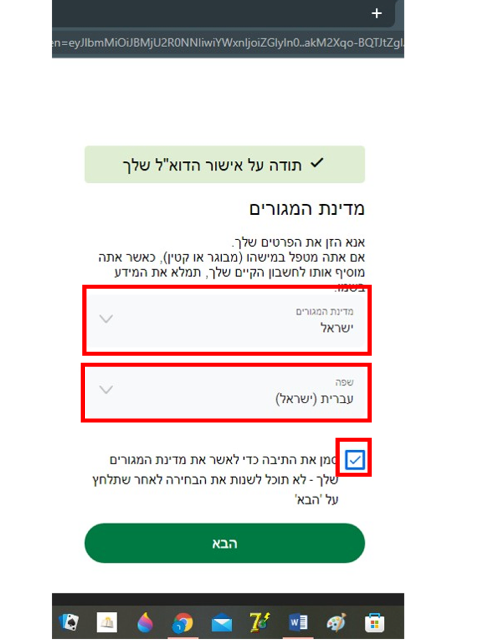 en=eyJlbmMiOiJBMjU2R0NNIiwiYWxnIjoiZGlyIn0..akM2Xqo-BQTJtZgI
תודה על אישור הדוא"ל שלך
מדינת המגורים
אנא הזן את הפרטים שלך.
אם אתה מטפל במישהו (מבוגר או קטין), כאשר אתה
מוסיף אותו לחשבון הקיים שלך, תמלא את המידע
בשמו.
מדינת המגורים
ישראל
שפה
עברית (ישראל)
סמן את התיבה כדי לאשר את מדינת המגורים
שלך - לא תוכל לשנות את הבחירה לאחר שתלחץ
על 'הבא'
הבא